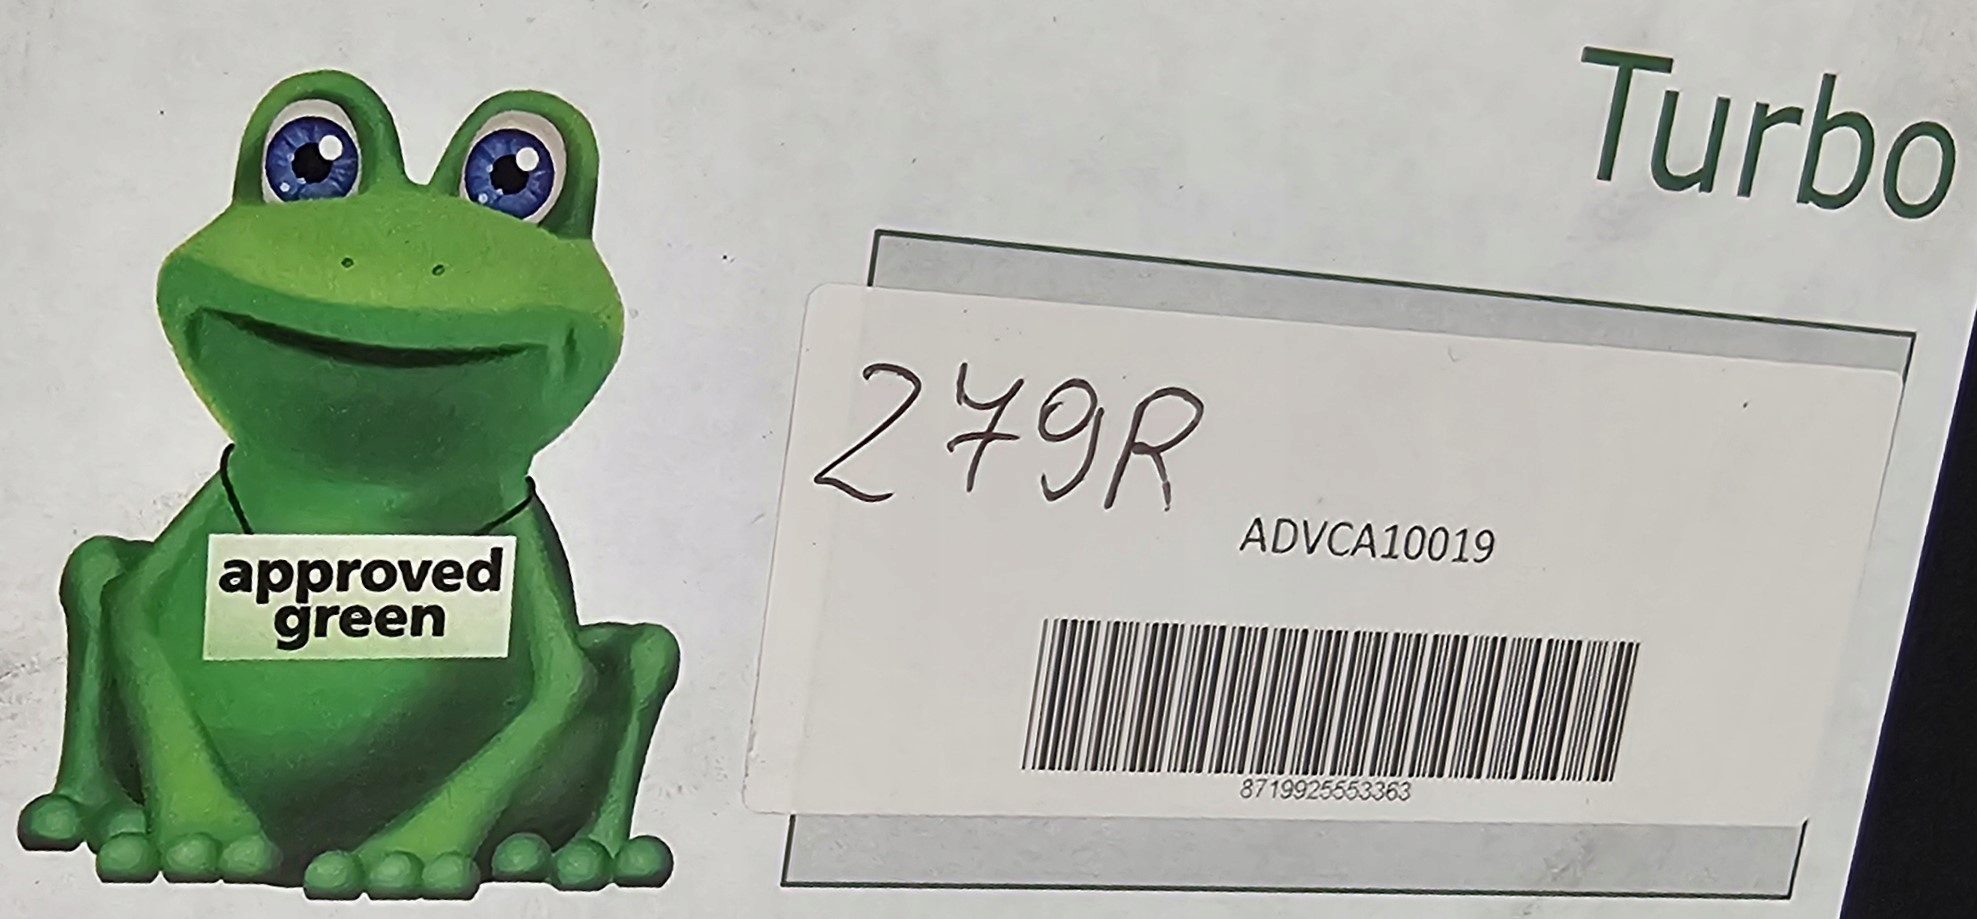 Turbo
279R
ADVCA10019
8719925553363
approved
green